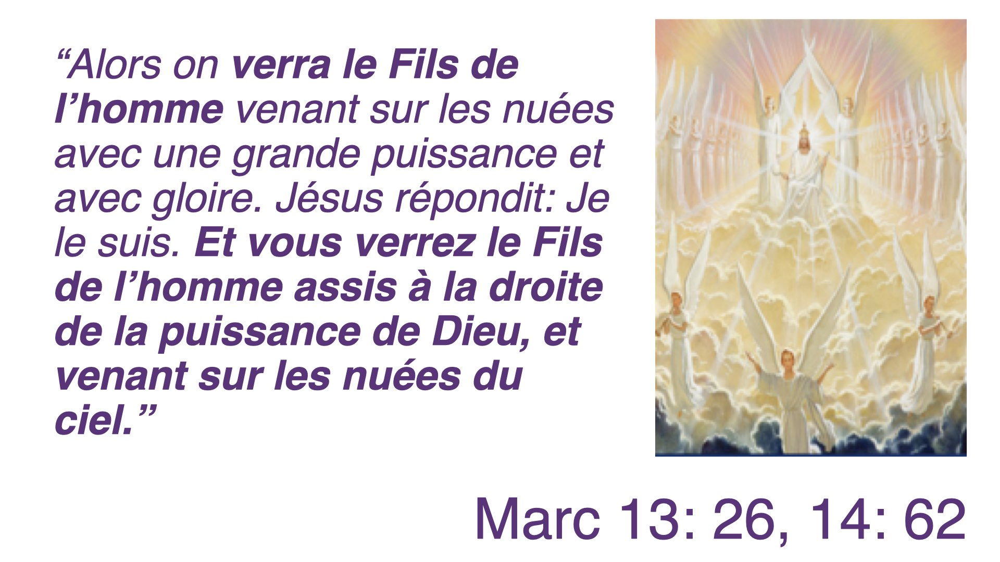 “Alors on verra le Fils de
l’homme venant sur les nuées
avec une grande puissance et
avec gloire. Jésus répondit: Je
le suis. Et vous verrez le Fils
de l’homme assis à la droite
de la puissance de Dieu, et
venant sur les nuées du
ciel.”
Marc 13: 26, 14: 62